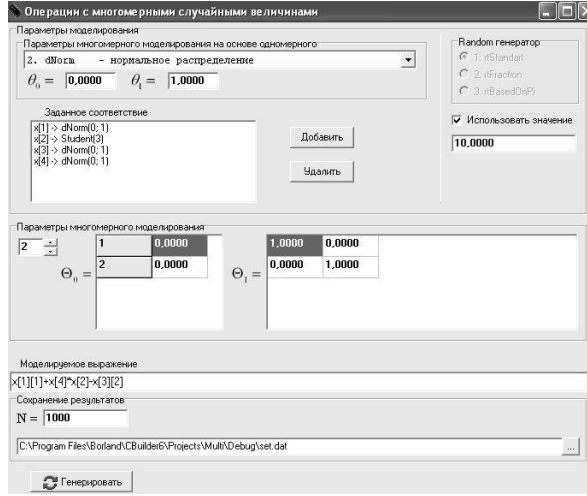 Операции с многомерными случайными величинами
Параметры моделирования
Параметры многомерного моделирования на основе одномерного
2. dNorm - нормальное распределение
θ₀ = 0,0000 θ₁ = 1,0000
Заданное соответствие
x[1] -> dNorm(0; 1)
x[2] -> Student(3)
x[3] -> dNorm(0; 1)
x[4] -> dNorm(0; 1)
Добавить
Удалить
Random генератор
1. rtStandart
2. rtFraction
3. rtBasedOnPi
Использовать значение
10,0000
Параметры многомерного моделирования
2
Θ₀ =
1 0,0000
2 0,0000
Θ₁ =
1,0000 0,0000
0,0000 1,0000
Моделируемое выражение
x[1][1]+x[4]*x[2]-x[3][2]
Сохранение результатов
N = 1000
C:\Program Files\Borland\CBuilder6\Projects\Multi\Debug\set.dat
...
Генерировать